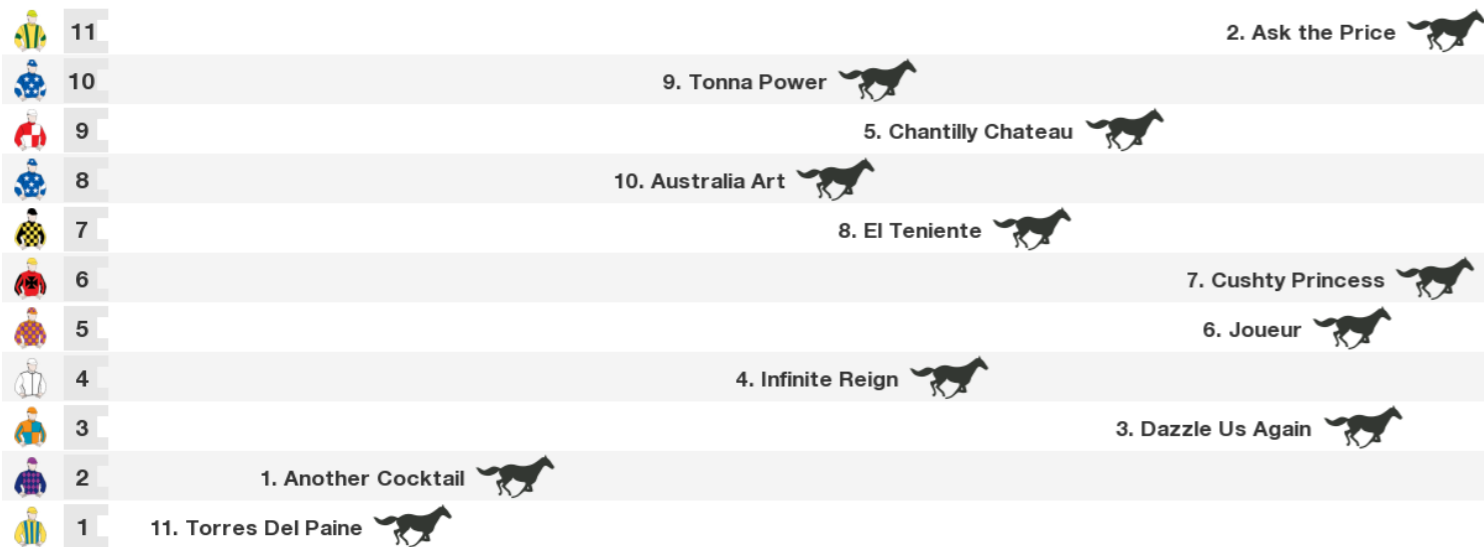 11 2. Ask the Price
10 9. Tonna Power
9 5. Chantilly Chateau
8 10. Australia Art
7 8. El Teniente
6 7. Cushty Princess
5 6. Joueur
4 4. Infinite Reign
3 3. Dazzle Us Again
2 1. Another Cocktail
1 11. Torres Del Paine